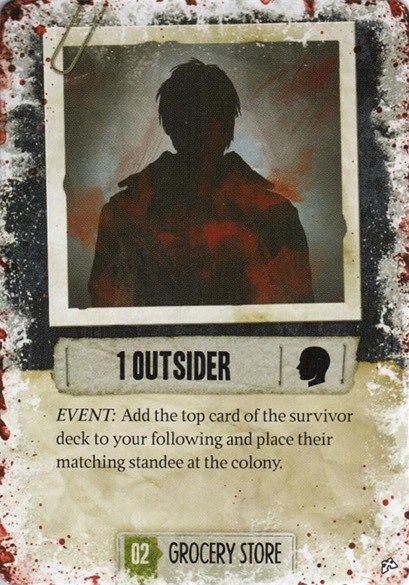 1 OUTSIDER
EVENT: Add the top card of the survivor
deck to your following and place their
matching standee at the colony.
02 GROCERY STORE